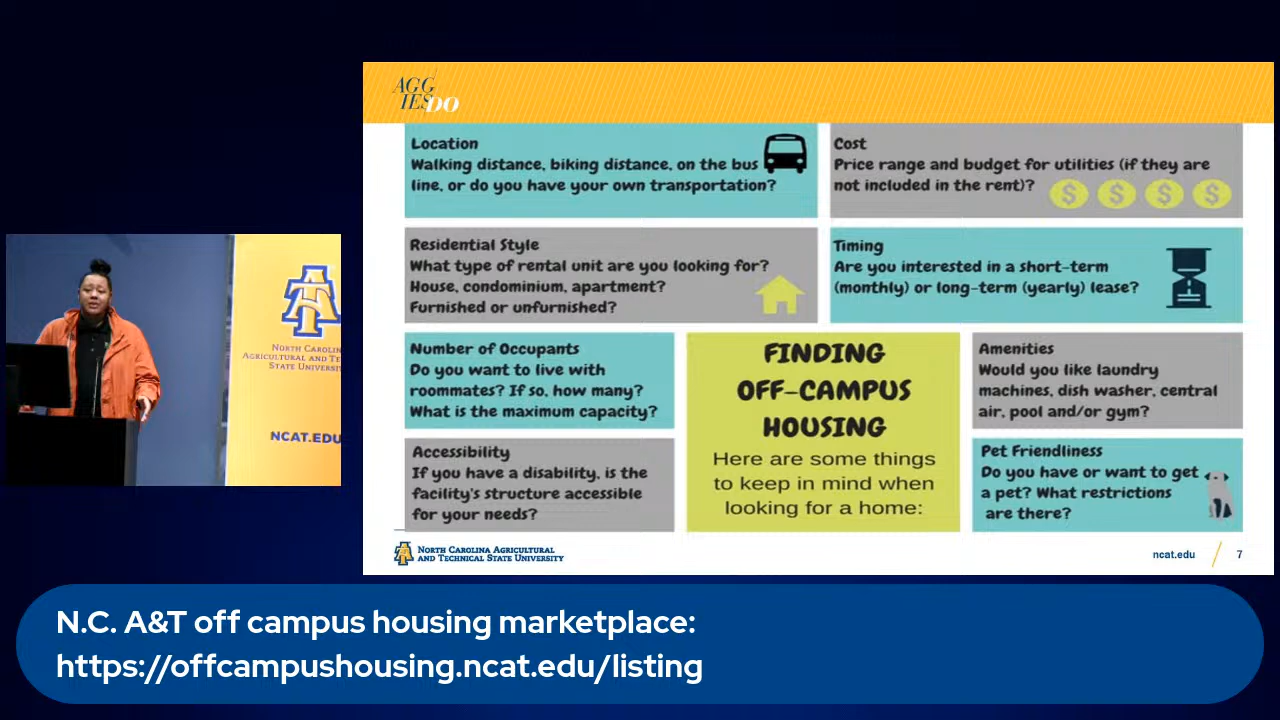 AGG
IES DO
Location
Walking distance, biking distance, on the bus
line, or do you have your own transportation?
Cost
Price range and budget for utilities (if they are
not included in the rent)?
$ $ $ $
Residential Style
What type of rental unit are you looking for?
House, condominium, apartment?
Furnished or unfurnished?
Timing
Are you interested in a short-term
(monthly) or long-term (yearly) lease?
Number of Occupants
Do you want to live with
roommates? If so, how many?
What is the maximum capacity?
FINDING
OFF-CAMPUS
HOUSING
Here are some things
to keep in mind when
looking for a home:
Amenities
Would you like laundry
machines, dish washer, central
air, pool and/or gym?
Accessibility
If you have a disability, is the
facility's structure accessible
for your needs?
Pet Friendliness
Do you have or want to get
a pet? What restrictions
are there?
North Carolina Agricultural
and Technical State University
ncat.edu
7
North Carolin
Agricultural and Te
State Universit
NCAT.EDU
N.C. A&T off campus housing marketplace:
https://offcampushousing.ncat.edu/listing